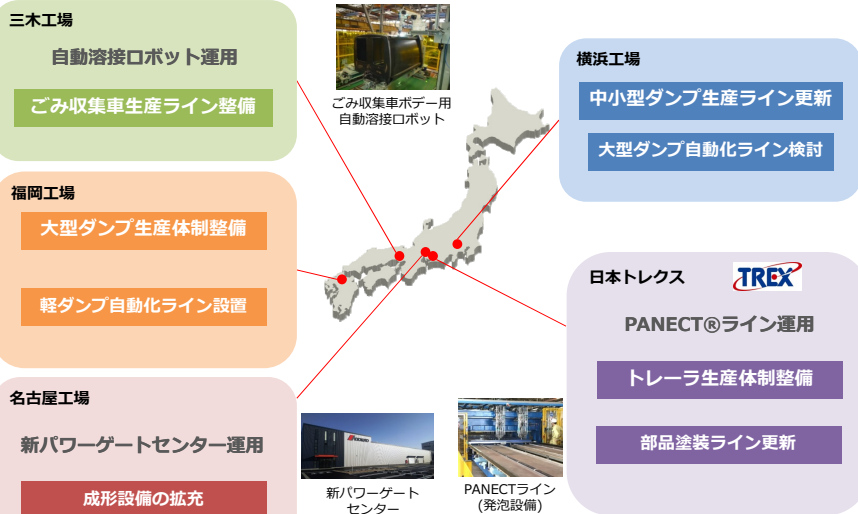 三木工場
自動溶接ロボット運用
ごみ収集車生産ライン整備
ごみ収集車ボデー用
自動溶接ロボット
横浜工場
中小型ダンプ生産ライン更新
大型ダンプ自動化ライン検討
福岡工場
大型ダンプ生産体制整備
軽ダンプ自動化ライン設置
日本トレクス
TREX
PANECT®ライン運用
トレーラ生産体制整備
部品塗装ライン更新
名古屋工場
新パワーゲートセンター運用
成形設備の拡充
新パワーゲート
センター
PANECTライン
(発泡設備)